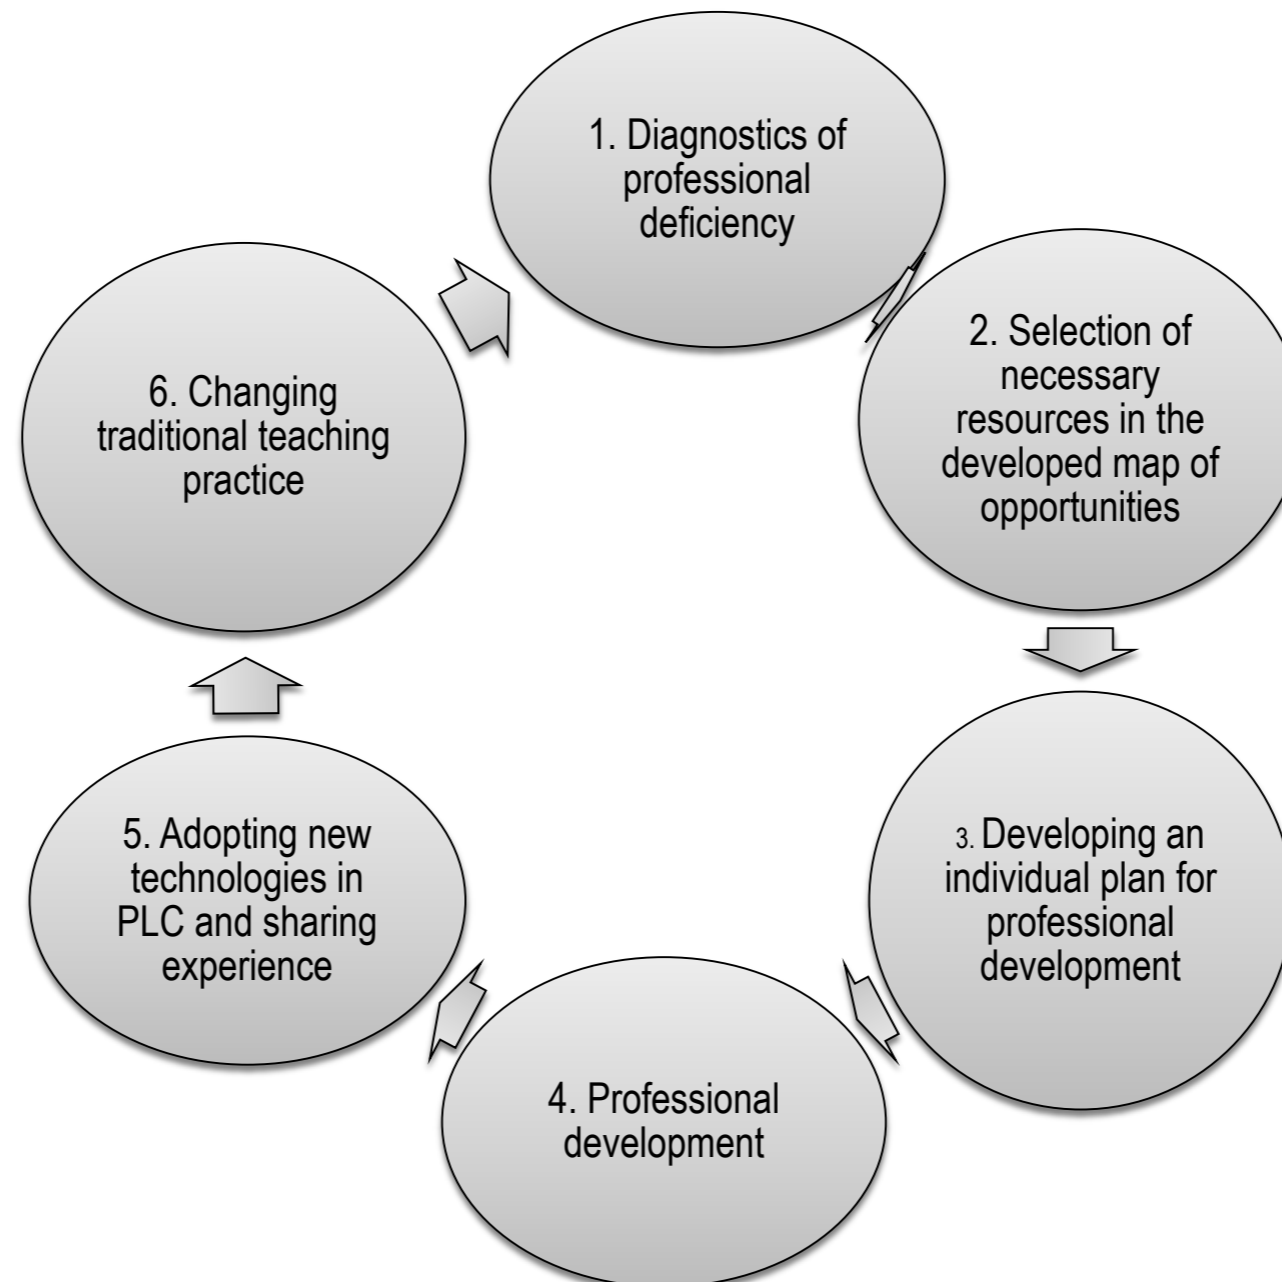 1. Diagnostics of
professional
deficiency
2. Selection of
necessary
resources in the
developed map of
opportunities
3. Developing an
individual plan for
professional
development
4. Professional
development
5. Adopting new
technologies in
PLC and sharing
experience
6. Changing
traditional teaching
practice